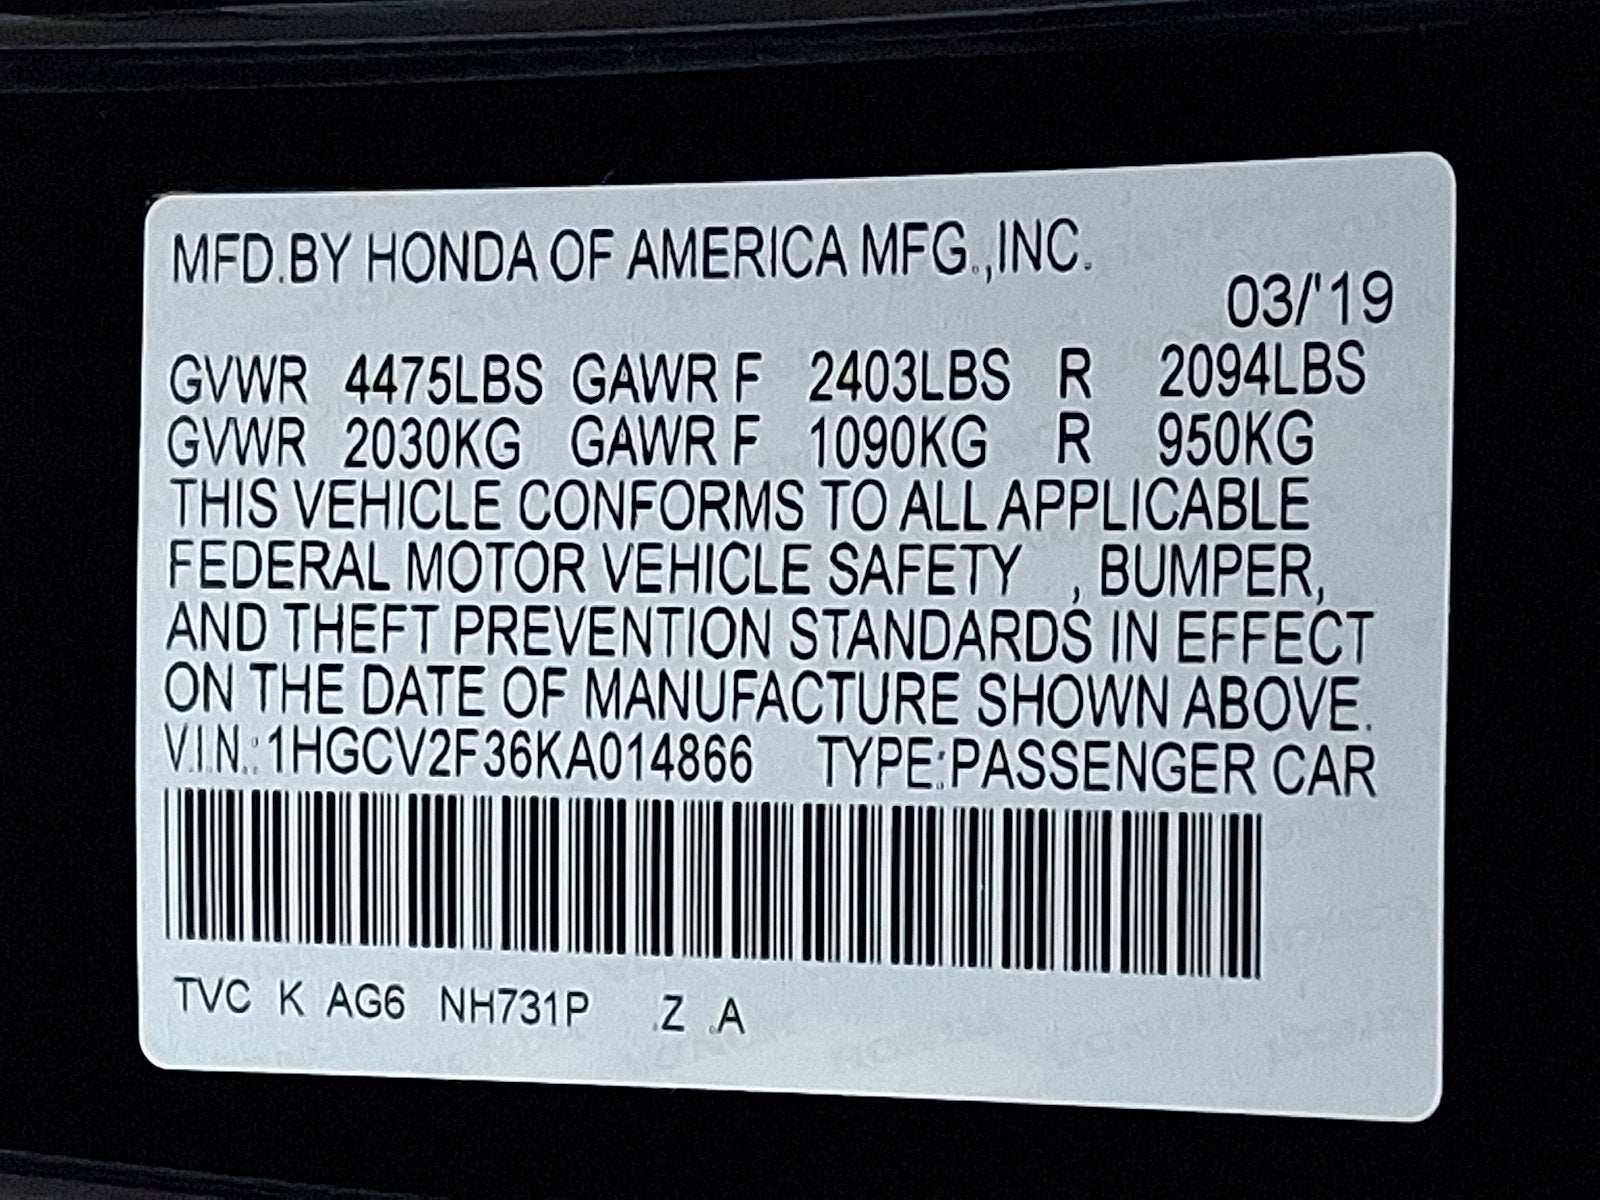 MFD.BY HONDA OF AMERICA MFG.,INC.
03/'19
GVWR 4475LBS GAWR F 2403LBS R 2094LBS
GVWR 2030KG GAWR F 1090KG R 950KG
THIS VEHICLE CONFORMS TO ALL APPLICABLE
FEDERAL MOTOR VEHICLE SAFETY , BUMPER,
AND THEFT PREVENTION STANDARDS IN EFFECT
ON THE DATE OF MANUFACTURE SHOWN ABOVE.
V.I.N.: 1HGCV2F36KA014866 TYPE:PASSENGER CAR
TVC K AG6 NH731P .Z .A